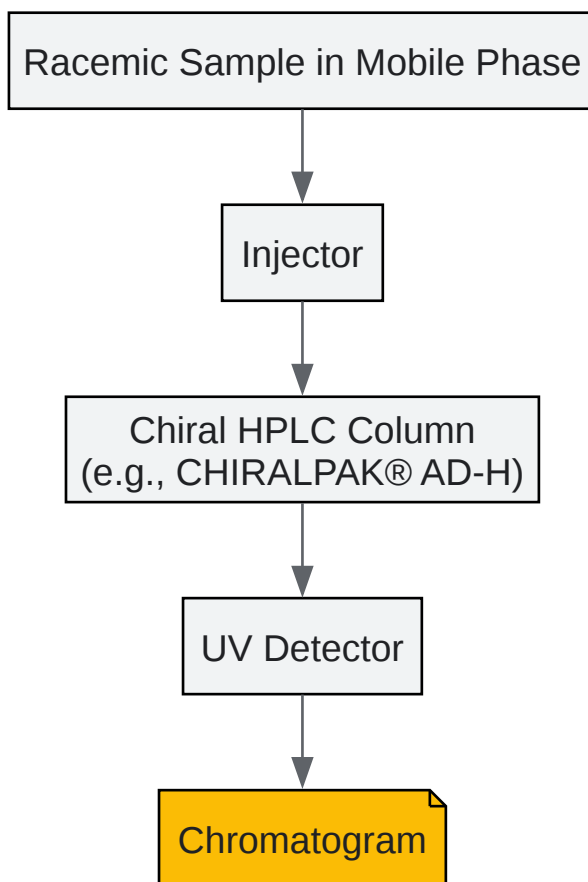 Racemic Sample in Mobile Phase
Injector
Chiral HPLC Column
(e.g., CHIRALPAK® AD-H)
UV Detector
Chromatogram